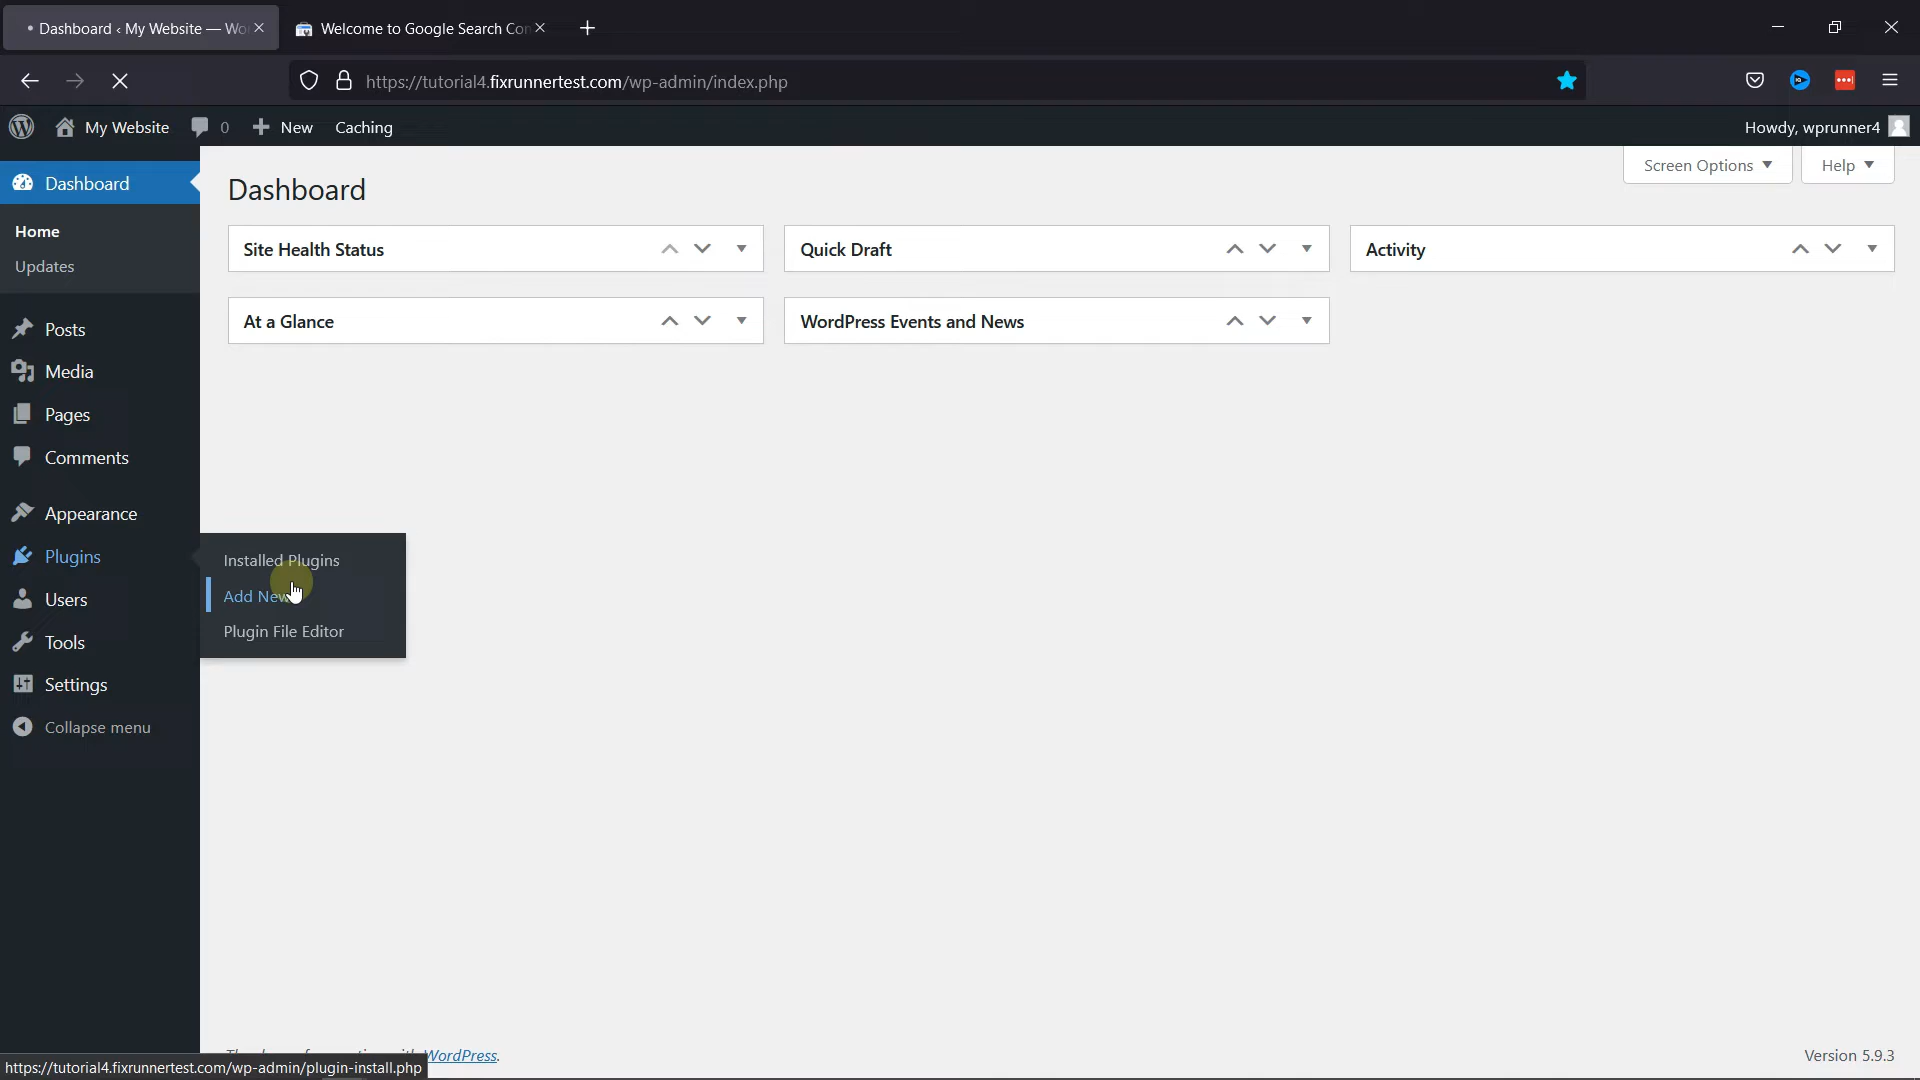 Dashboard ‹ My Website — Wo
Welcome to Google Search Con
https://tutorial4.fixrunnertest.com/wp-admin/index.php
My Website
0
New
Caching
Howdy, wprunner4
Dashboard
Home
Updates
Posts
Media
Pages
Comments
Appearance
Plugins
Users
Tools
Settings
Collapse menu
Installed Plugins
Add New
Plugin File Editor
Dashboard
Screen Options
Help
Site Health Status
Quick Draft
Activity
At a Glance
WordPress Events and News
WordPress.
Version 5.9.3
https://tutorial4.fixrunnertest.com/wp-admin/plugin-install.php